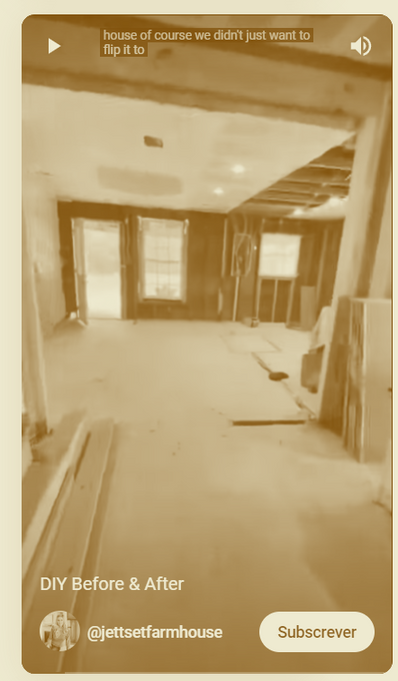 house of course we didn't just want to
flip it to
DIY Before & After
@jettsetfarmhouse
Subscrever